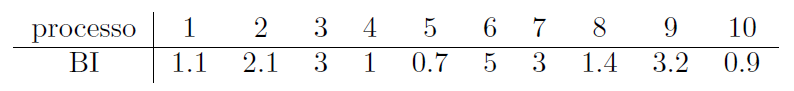 processo 1 2 3 4 5 6 7 8 9 10
BI 1.1 2.1 3 1 0.7 5 3 1.4 3.2 0.9